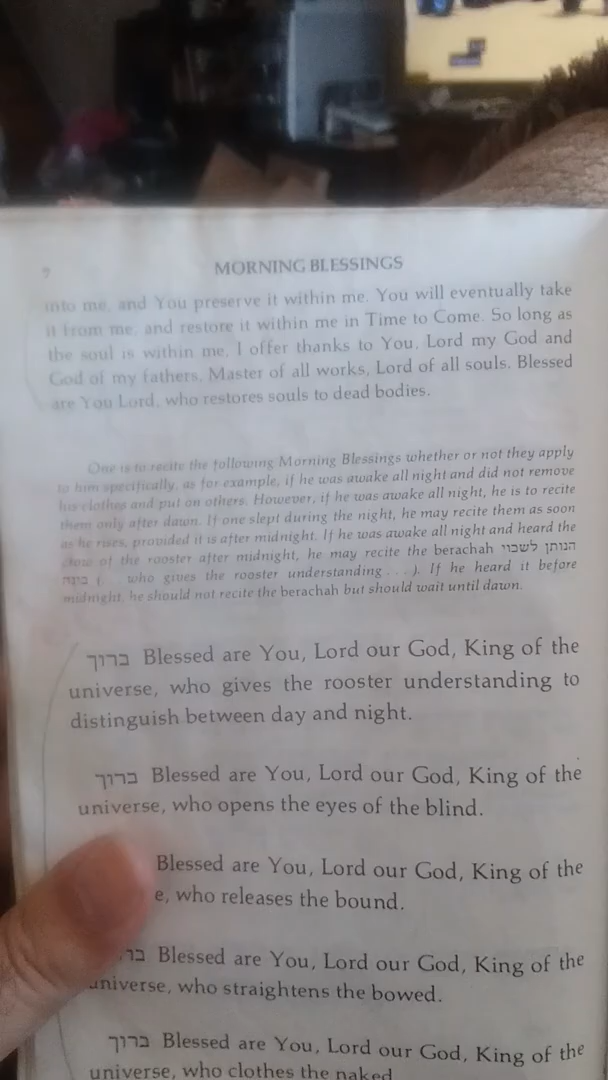 MORNING BLESSINGS
into me, and You preserve it within me. You will eventually take
it from me, and restore it within me in Time to Come. So long as
the soul is within me, I offer thanks to You, Lord my God and
God of my fathers, Master of all works, Lord of all souls. Blessed
are You Lord, who restores souls to dead bodies.
One is to recite the following Morning Blessings whether or not they apply
to him specifically, as for example, if he was awake all night and did not remove
his clothes and put on others. However, if he was awake all night, he is to recite
them only after dawn. If one slept during the night, he may recite them as soon
as he rises, provided it is after midnight. If he was awake all night and heard the
crow of the rooster after midnight, he may recite the berachah הנותן לשכוי
בינה (... who gives the rooster understanding ...). If he heard it before
midnight, he should not recite the berachah but should wait until dawn.
ברוך Blessed are You, Lord our God, King of the
universe, who gives the rooster understanding to
distinguish between day and night.
ברוך Blessed are You, Lord our God, King of the
universe, who opens the eyes of the blind.
Blessed are You, Lord our God, King of the
e, who releases the bound.
ברו Blessed are You, Lord our God, King of the
universe, who straightens the bowed.
ברוך Blessed are You, Lord our God, King of the
universe, who clothes the naked